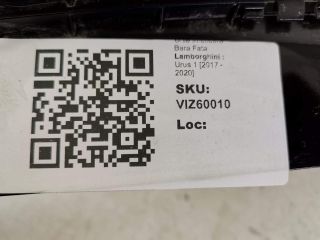 Bara Fata
Lamborghini :
Urus 1 [2017 -
2020]
SKU:
VIZ60010
Loc: